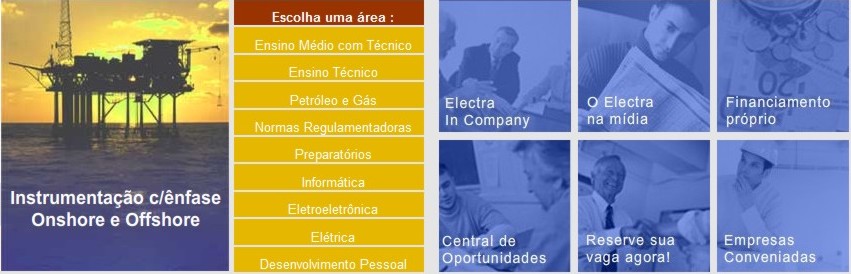 Instrumentação c/ênfase
Onshore e Offshore
Escolha uma área :
Ensino Médio com Técnico
Ensino Técnico
Petróleo e Gás
Normas Regulamentadoras
Preparatórios
Informática
Eletroeletrônica
Elétrica
Desenvolvimento Pessoal
Electra
In Company
O Electra
na mídia
Financiamento
próprio
Central de
Oportunidades
Reserve sua
vaga agora!
Empresas
Conveniadas